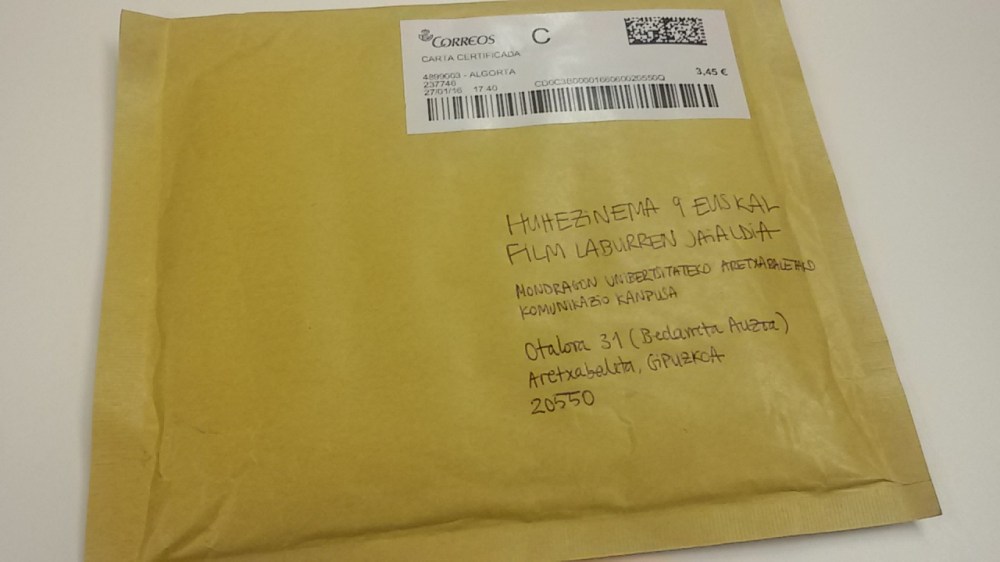 CORREOS C
CARTA CERTIFICADA
4899003 - ALGORTA
237746
27/01/16 17:40
3,45 €
HUHEZINEMA 9 EUSKAL
FILM LABURREN JAIALDIA
MONDRAGON UNIBERTSITATEKO ARETXABALETAKO
KOMUNIKAZIO KANPUSA
Otalora 31 (Bedarreta Auzoa)
Aretxabaleta, GIPUZKOA
20550